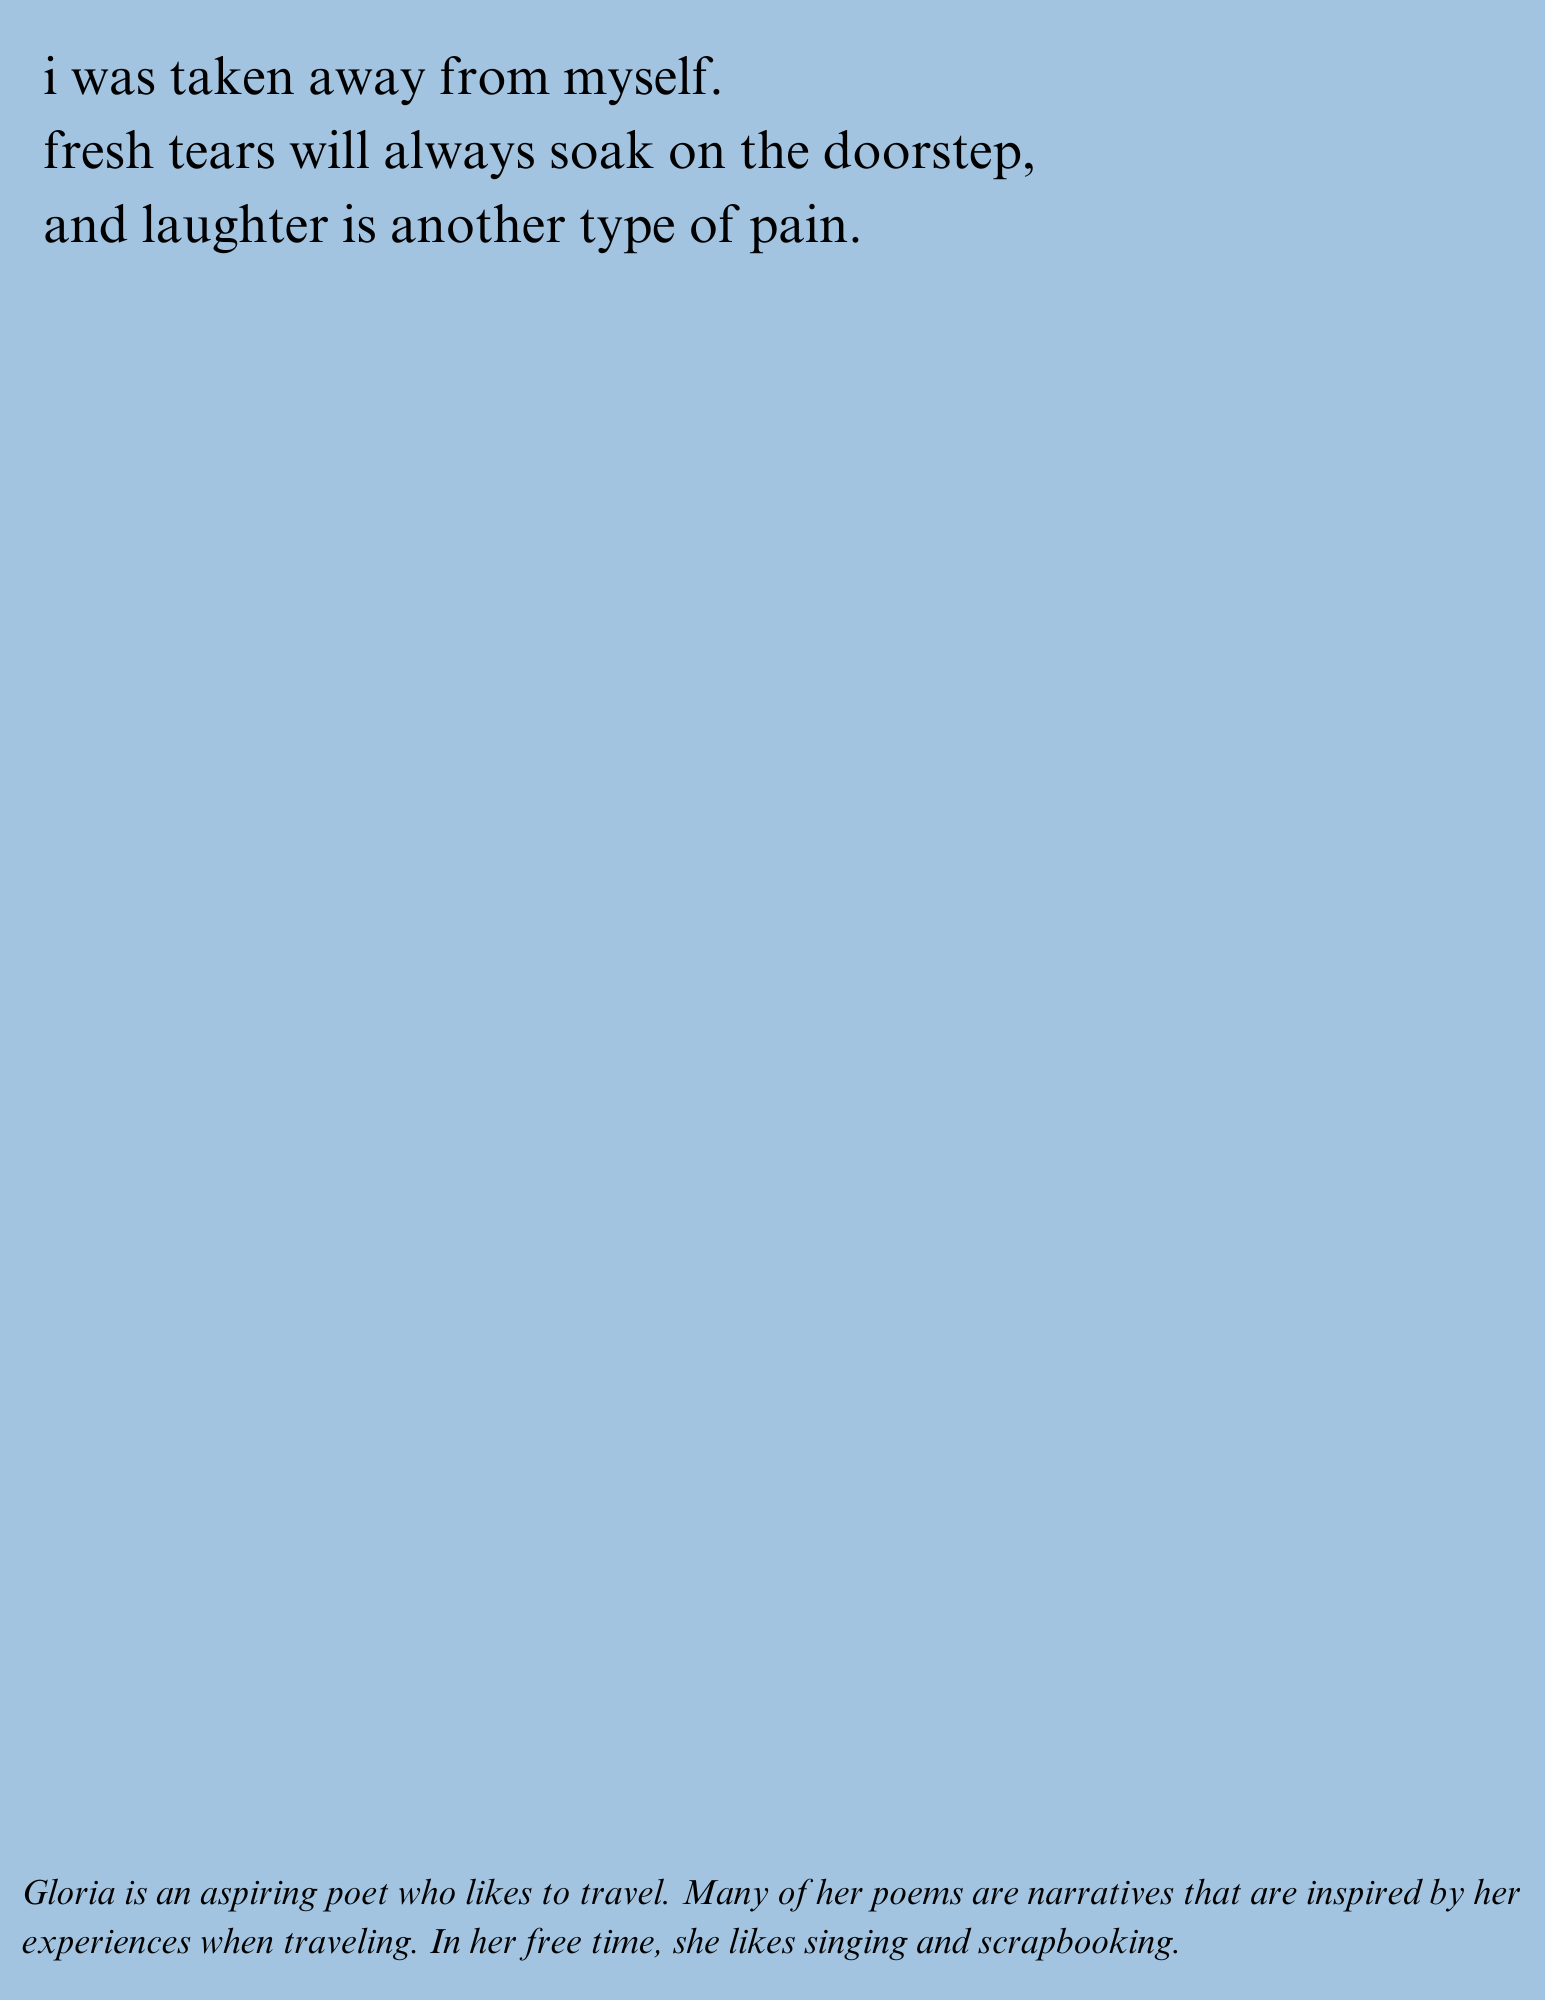 i was taken away from myself.
fresh tears will always soak on the doorstep,
and laughter is another type of pain.
Gloria is an aspiring poet who likes to travel. Many of her poems are narratives that are inspired by her
experiences when traveling. In her free time, she likes singing and scrapbooking.